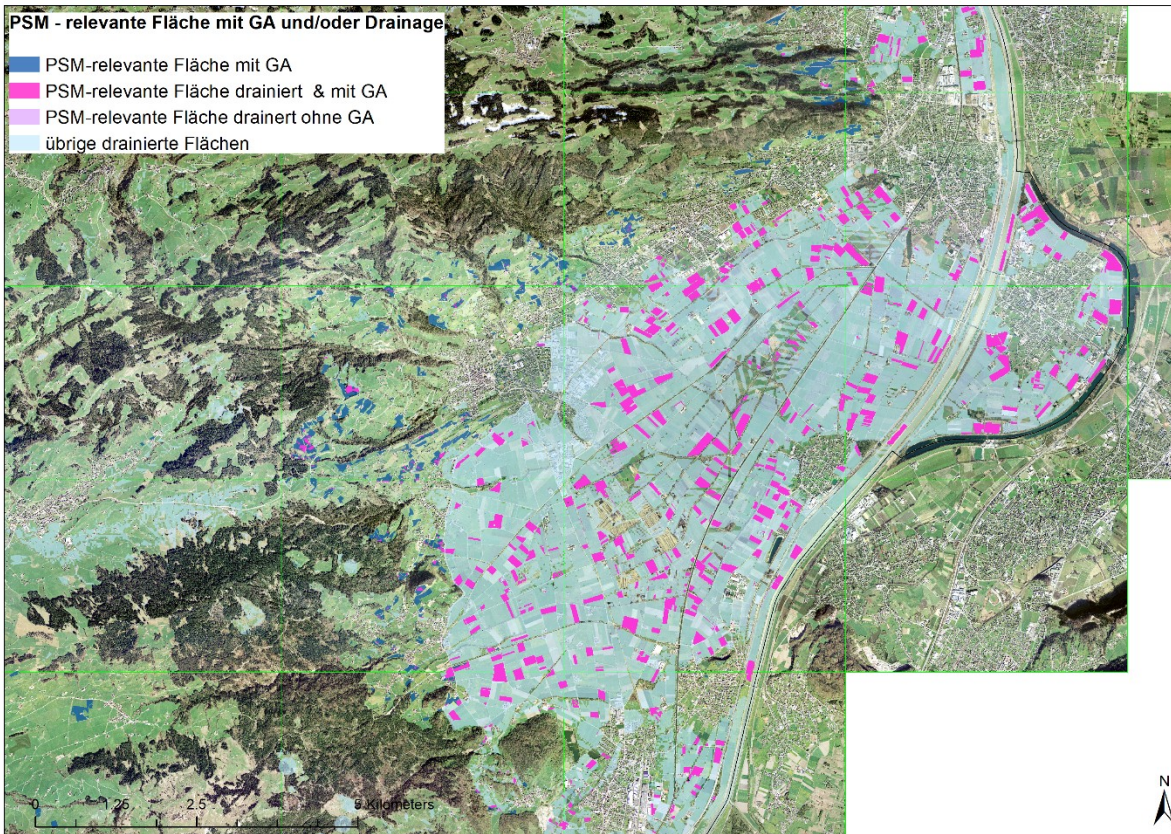 PSM - relevante Fläche mit GA und/oder Drainage
PSM-relevante Fläche mit GA
PSM-relevante Fläche drainiert & mit GA
PSM-relevante Fläche drainert ohne GA
übrige drainierte Flächen
0 1.25 2.5 5 Kilometers
N